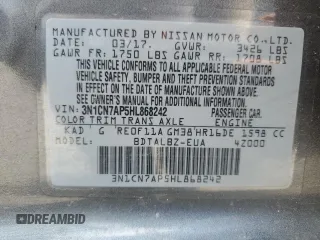 MANUFACTURED BY NISSAN MOTOR CO.,LTD.
DATE: 03/17. GVWR: 3426 LBS
GAWR FR: 1750 LBS GAWR RR: 1708 LBS
THIS VEHICLE CONFORMS TO ALL APPLICABLE
FEDERAL MOTOR VEHICLE SAFETY, BUMPER, AND
THEFT PREVENTION STANDARDS IN EFFECT ON
THE DATE OF MANUFACTURE SHOWN ABOVE.
SEE OWNER'S MANUAL FOR ADDITIONAL INFORMATION
VIN: 3N1CN7AP5HL868242 PASSENGER CAR.
COLOR TRIM TRANS AXLE ENGINE
KAD G RE0F11A GM38 HR16DE 1598 CC
MODEL: BDTALBZ-EUA 4Z000
3N1CN7AP5HL868242